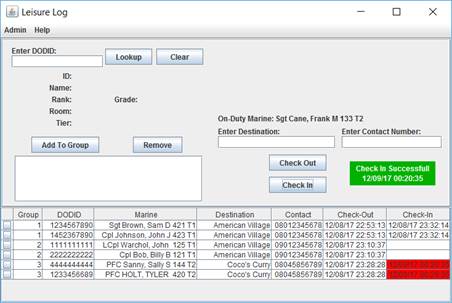 Leisure Log
Admin Help
Enter DODID:
Lookup Clear
ID:
Name:
Rank: Grade:
Room:
Tier:
On-Duty Marine: Sgt Cane, Frank M 133 T2
Enter Destination: Enter Contact Number:
Add To Group Remove
Check Out
Check In
Check In Successfull
12/09/17 00:20:35
Group DODID Marine Destination Contact Check-Out Check-In
1 1234567890 Sgt Brown, Sam D 421 T1 American Village 08012345678 12/08/17 22:53:13 12/08/17 23:32:14
1 1452367890 Cpl Johnson, John J 423 T1 American Village 08012345678 12/08/17 22:53:13 12/08/17 23:32:14
2 1111111111 LCpl Warchol, John 125 T1 American Village 08090123456 12/08/17 23:10:37
2 2222222222 Cpl Bob, Billy B 121 T1 American Village 08090123456 12/08/17 23:10:37
3 4444444444 PFC Sanny, Sally S 144 T2 Coco's Curry 08045856789 12/08/17 23:28:28
3 1233456689 PFC HOLT, TYLER 420 T2 Coco's Curry 08045856789 12/08/17 23:28:28